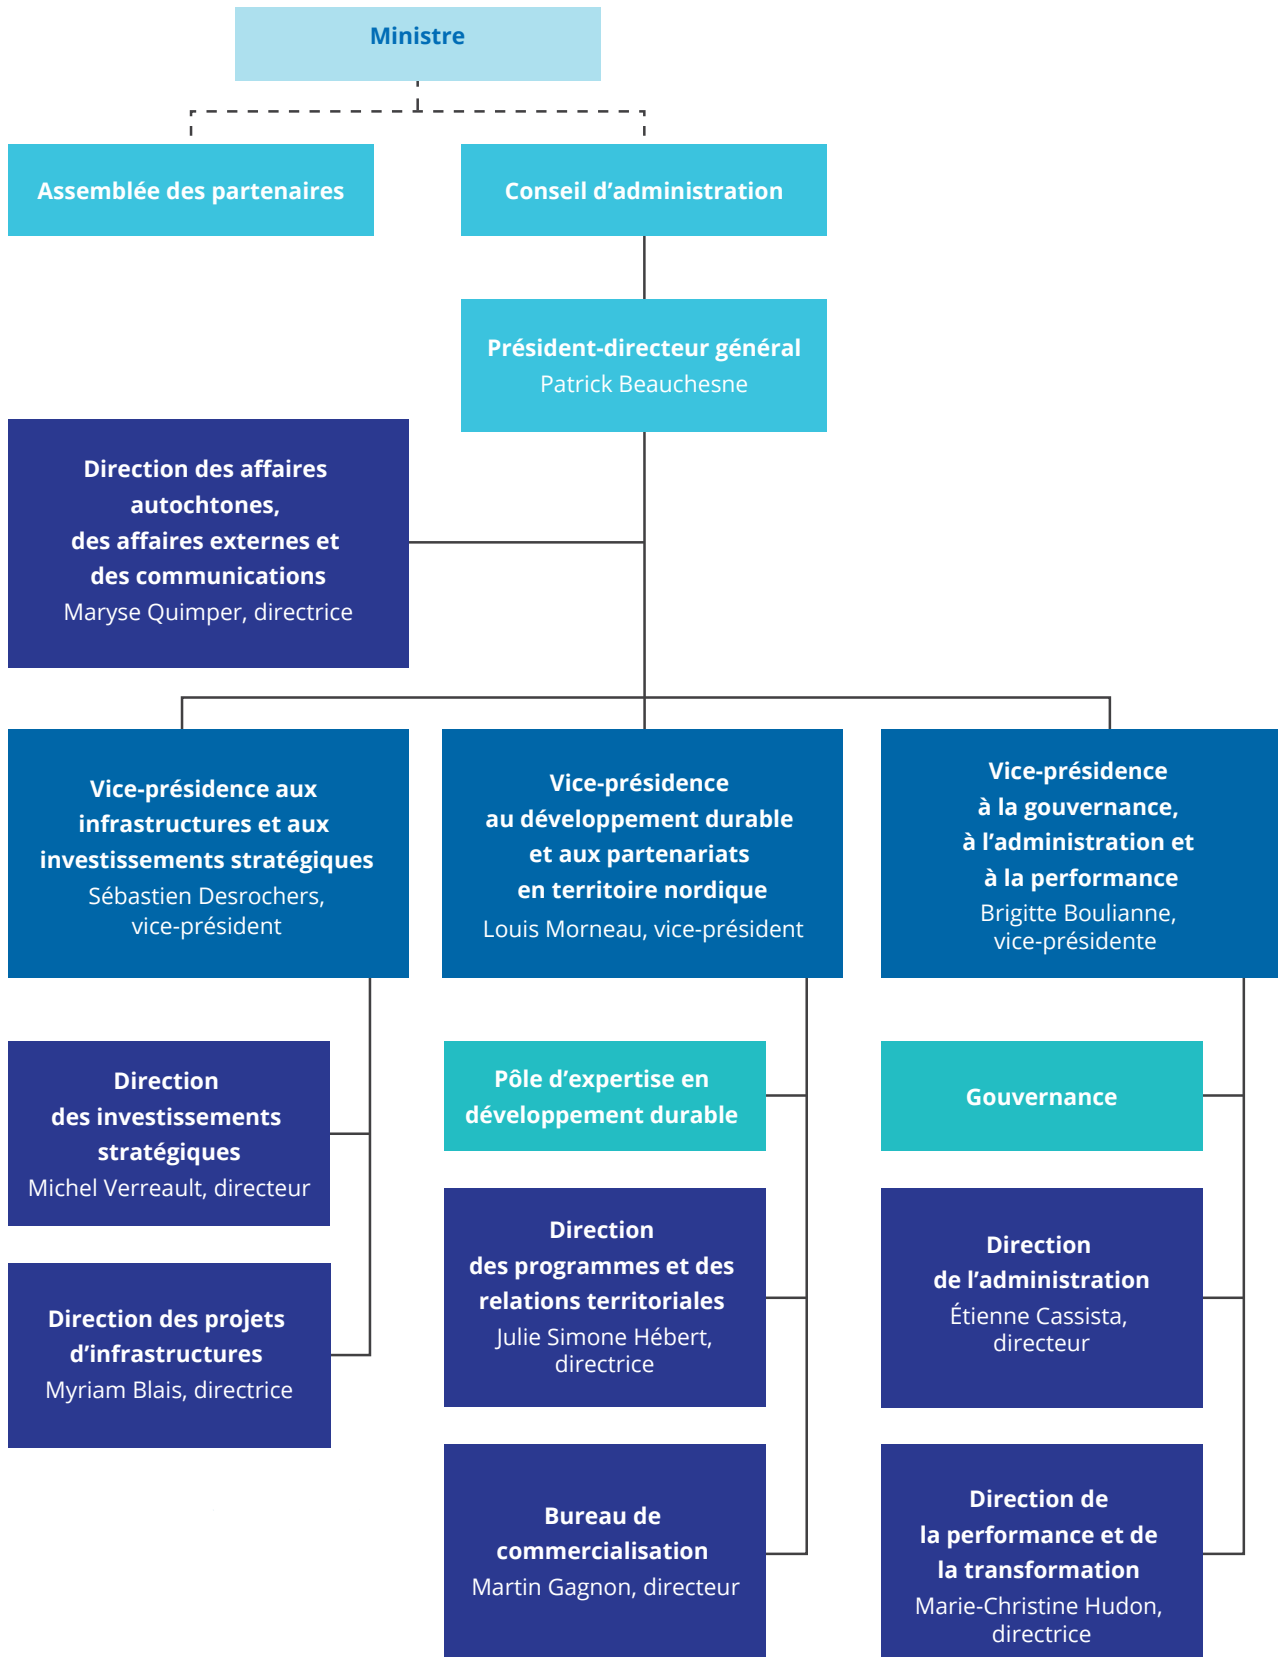 Ministre
Assemblée des partenaires
Conseil d’administration
Président-directeur général
Patrick Beauchesne
Direction des affaires
autochtones,
des affaires externes et
des communications
Maryse Quimper, directrice
Vice-présidence aux
infrastructures et aux
investissements stratégiques
Sébastien Desrochers,
vice-président
Vice-présidence
au développement durable
et aux partenariats
en territoire nordique
Louis Morneau, vice-président
Vice-présidence
à la gouvernance,
à l’administration et
à la performance
Brigitte Boulianne,
vice-présidente
Direction
des investissements
stratégiques
Michel Verreault, directeur
Direction des projets
d’infrastructures
Myriam Blais, directrice
Pôle d’expertise en
développement durable
Direction
des programmes et des
relations territoriales
Julie Simone Hébert,
directrice
Bureau de
commercialisation
Martin Gagnon, directeur
Gouvernance
Direction
de l’administration
Étienne Cassista,
directeur
Direction de
la performance et de
la transformation
Marie-Christine Hudon,
directrice